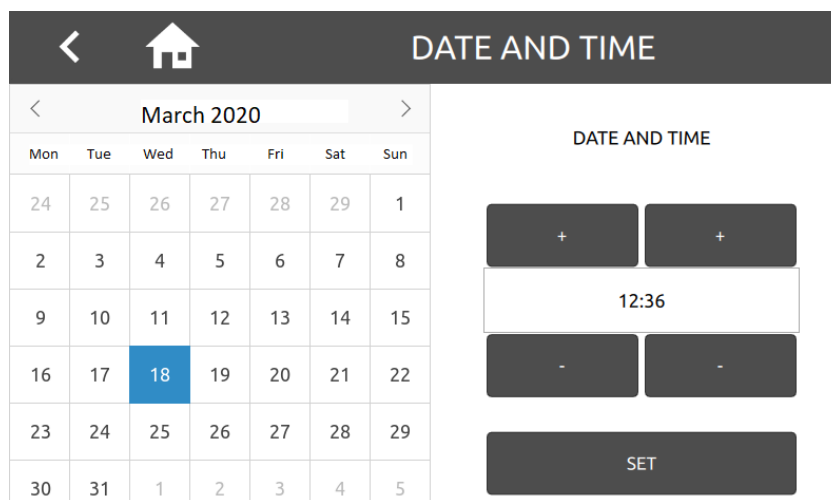 DATE AND TIME
March 2020
Mon Tue Wed Thu Fri Sat Sun
24 25 26 27 28 29 1
2 3 4 5 6 7 8
9 10 11 12 13 14 15
16 17 18 19 20 21 22
23 24 25 26 27 28 29
30 31 1 2 3 4 5
DATE AND TIME
+ +
12:36
- -
SET